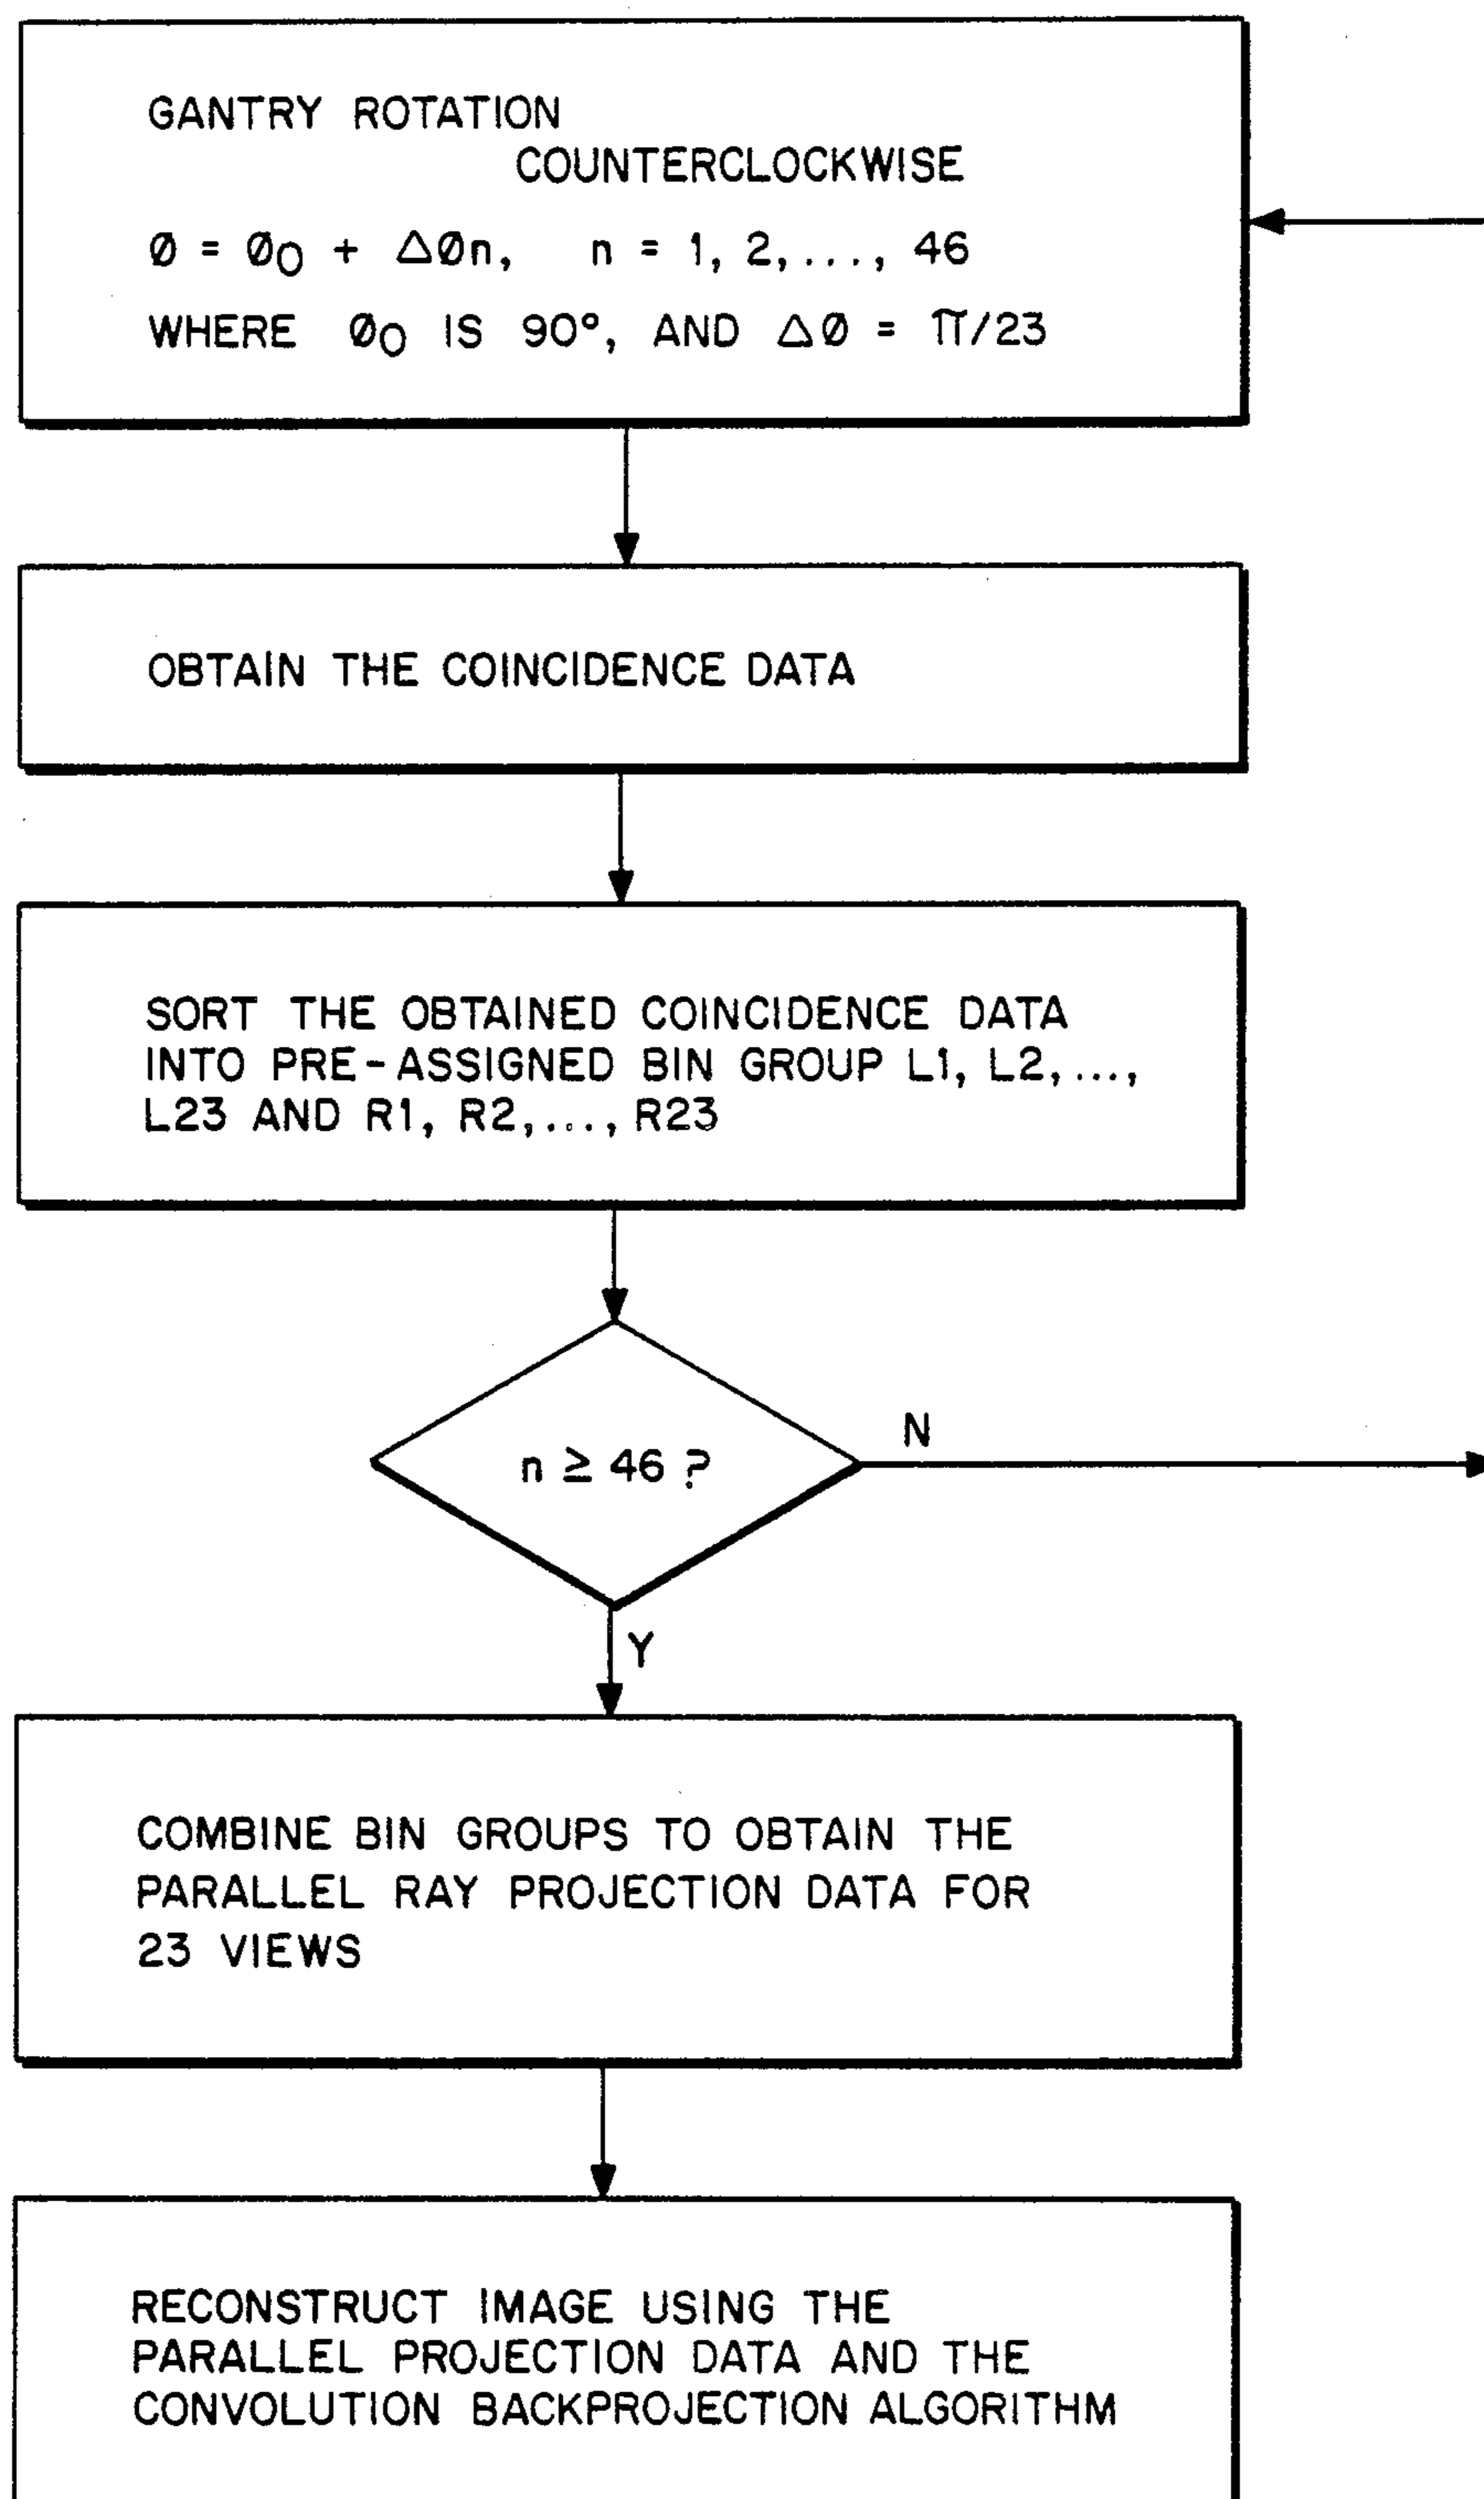 GANTRY ROTATION
COUNTERCLOCKWISE
Ø = Ø₀ + △Øn, n = 1, 2,..., 46
WHERE Ø₀ IS 90°, AND △Ø = π/23
OBTAIN THE COINCIDENCE DATA
SORT THE OBTAINED COINCIDENCE DATA
INTO PRE-ASSIGNED BIN GROUP L1, L2,...,
L23 AND R1, R2,..., R23
N
n ≥ 46 ?
Y
COMBINE BIN GROUPS TO OBTAIN THE
PARALLEL RAY PROJECTION DATA FOR
23 VIEWS
RECONSTRUCT IMAGE USING THE
PARALLEL PROJECTION DATA AND THE
CONVOLUTION BACKPROJECTION ALGORITHM